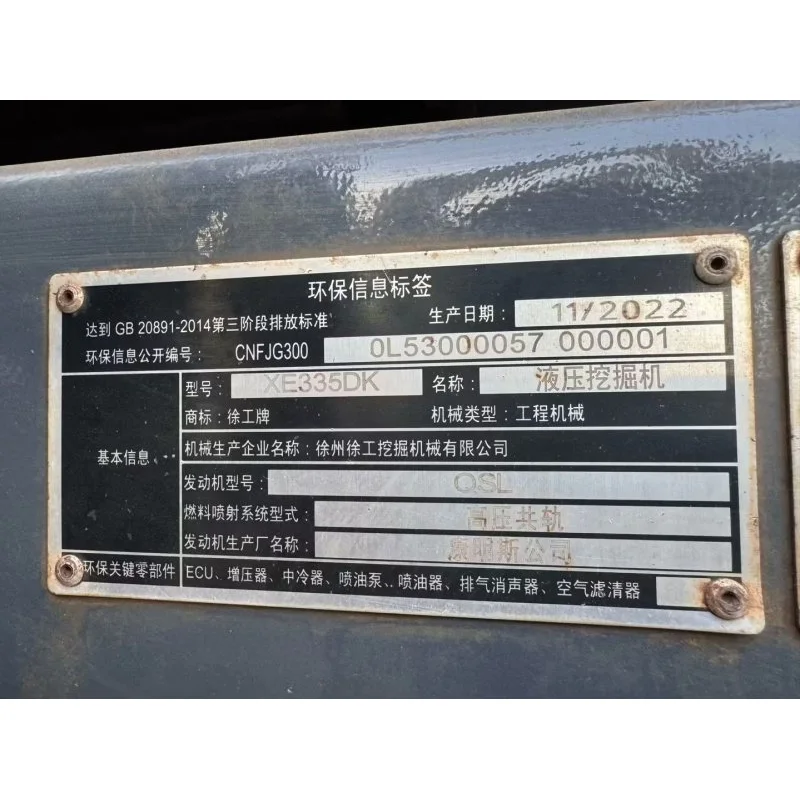 环保信息标签
达到 GB 20891-2014第三阶段排放标准
生产日期： 11/2022
环保信息公开编号： CNFJG300 0L53000057 000001
基本信息
型号： XE335DK 名称： 液压挖掘机
商标：徐工牌 机械类型：工程机械
机械生产企业名称：徐州徐工挖掘机械有限公司
发动机型号： QSL
燃料喷射系统型式： 高压共轨
发动机生产厂名称： 康明斯公司
环保关键零部件 ECU、增压器、中冷器、喷油泵、喷油器、排气消声器、空气滤清器